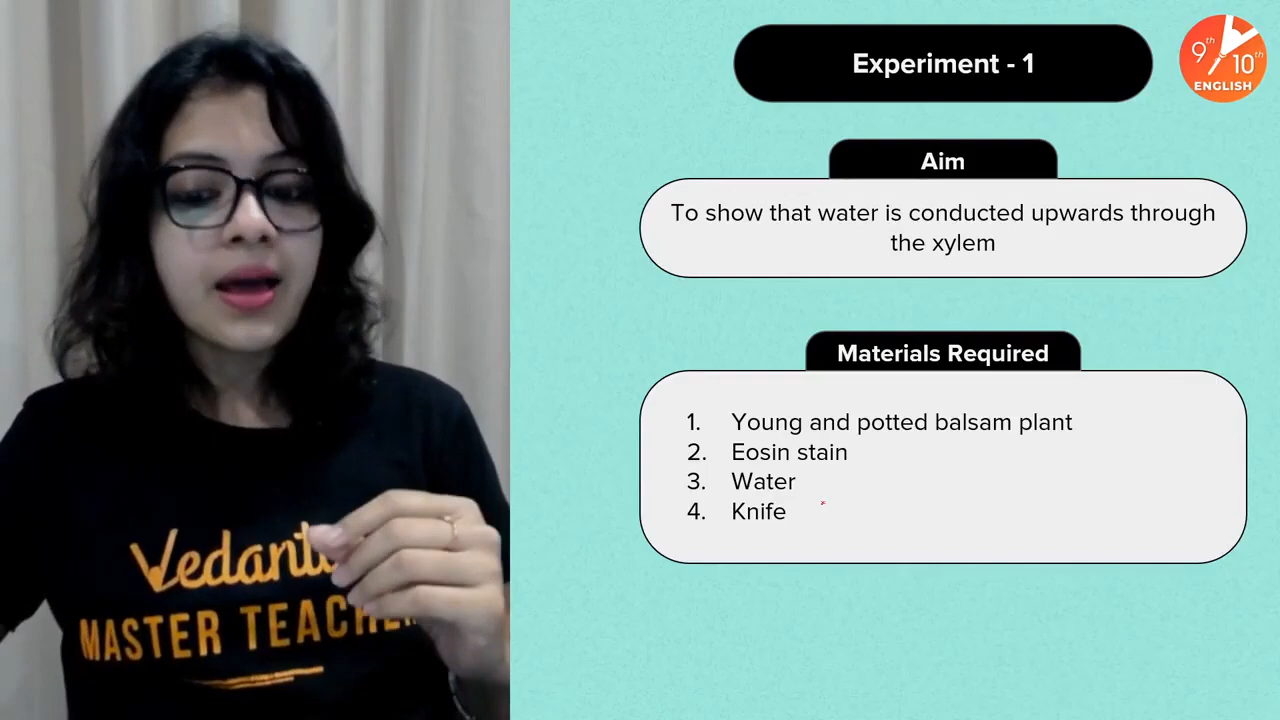 Experiment - 1
9th
10th
ENGLISH
Aim
To show that water is conducted upwards through
the xylem
Materials Required
1. Young and potted balsam plant
2. Eosin stain
3. Water
4. Knife
MASTER